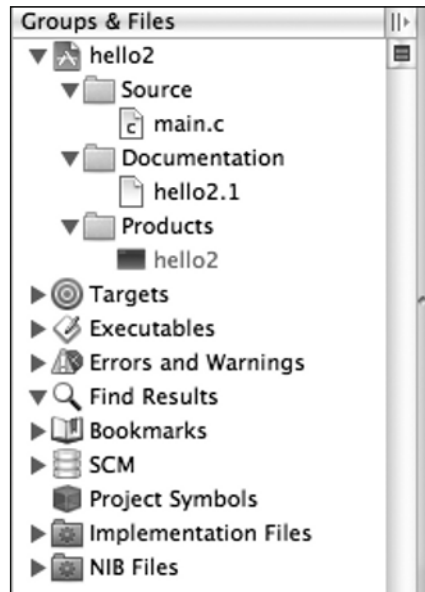 Groups & Files
hello2
Source
c main.c
Documentation
hello2.1
Products
hello2
Targets
Executables
Errors and Warnings
Find Results
Bookmarks
SCM
Project Symbols
Implementation Files
NIB Files